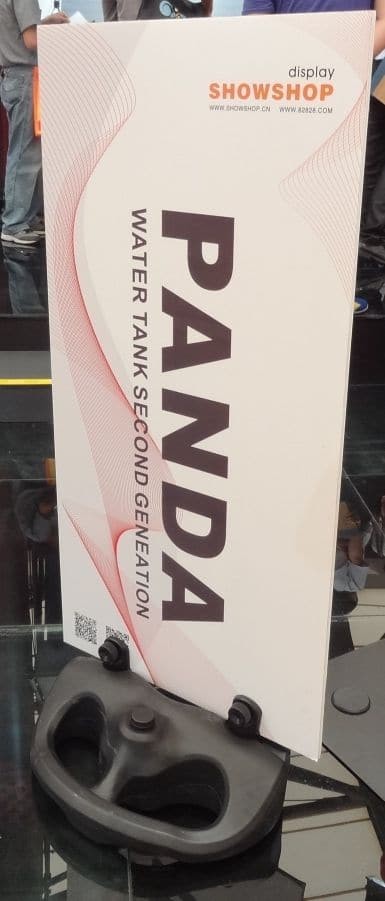 display
SHOWSHOP
WWW.SHOWSHOP.CN WWW.82828.COM
PANDA
WATER TANK SECOND GENEATION